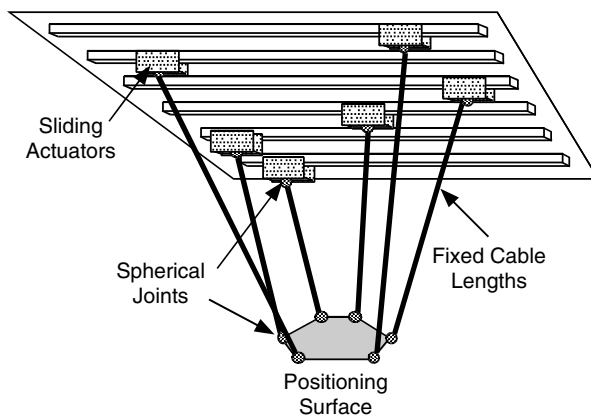 Sliding
Actuators
Spherical
Joints
Fixed Cable
Lengths
Positioning
Surface